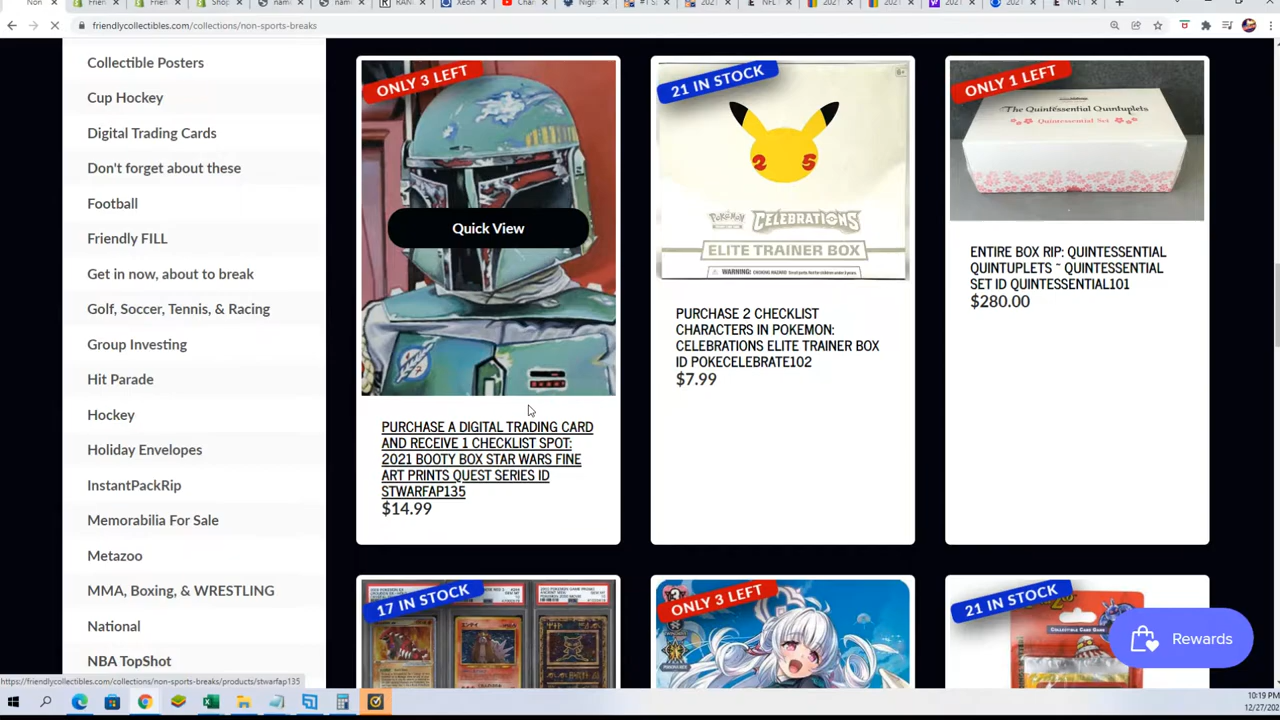 friendlycollectibles.com/collections/non-sports-breaks
Collectible Posters
Cup Hockey
Digital Trading Cards
Don't forget about these
Football
Friendly FILL
Get in now, about to break
Golf, Soccer, Tennis, & Racing
Group Investing
Hit Parade
Hockey
Holiday Envelopes
InstantPackRip
Memorabilia For Sale
Metazoo
MMA, Boxing, & WRESTLING
National
NBA TopShot
ONLY 3 LEFT
Quick View
PURCHASE A DIGITAL TRADING CARD
AND RECEIVE 1 CHECKLIST SPOT:
2021 BOOTY BOX STAR WARS FINE
ART PRINTS QUEST SERIES ID
STWARFAP135
$14.99
21 IN STOCK
25
Pokémon
CELEBRATIONS
ELITE TRAINER BOX
PURCHASE 2 CHECKLIST
CHARACTERS IN POKEMON:
CELEBRATIONS ELITE TRAINER BOX
ID POKECELEBRATE102
$7.99
ONLY 1 LEFT
The Quintessential Quintuplets
Quintessential Set
ENTIRE BOX RIP: QUINTESSENTIAL
QUINTUPLETS ~ QUINTESSENTIAL
SET ID QUINTESSENTIAL101
$280.00
17 IN STOCK
ONLY 3 LEFT
21 IN STOCK
Rewards
https://friendlycollectibles.com/collections/non-sports-breaks/products/stwarfap135
10:19 PM